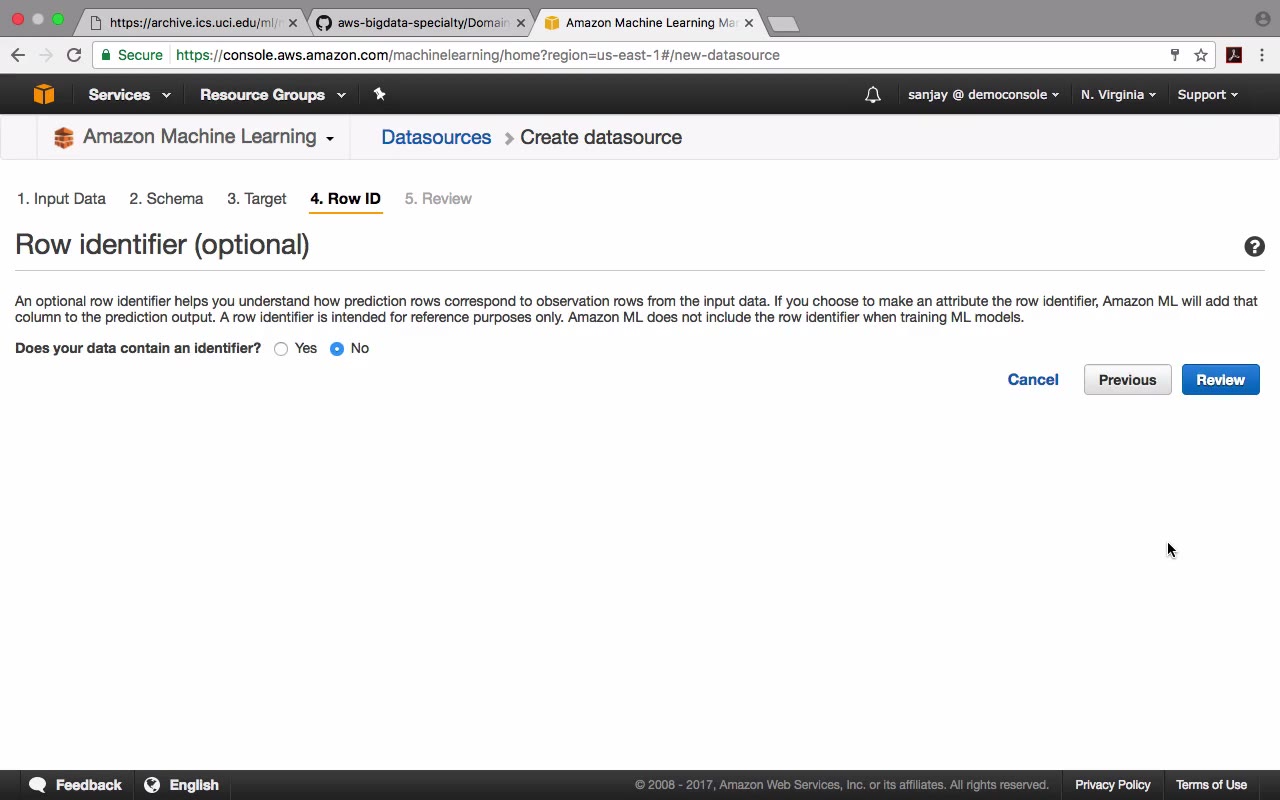 https://archive.ics.uci.edu/ml/
aws-bigdata-specialty/Domain
Amazon Machine Learning Mar
Secure
https://console.aws.amazon.com/machinelearning/home?region=us-east-1#/new-datasource
Services
Resource Groups
sanjay @ democonsole
N. Virginia
Support
Amazon Machine Learning
Datasources
Create datasource
1. Input Data
2. Schema
3. Target
4. Row ID
5. Review
Row identifier (optional)
?
An optional row identifier helps you understand how prediction rows correspond to observation rows from the input data. If you choose to make an attribute the row identifier, Amazon ML will add that
column to the prediction output. A row identifier is intended for reference purposes only. Amazon ML does not include the row identifier when training ML models.
Does your data contain an identifier?
Yes
No
Cancel
Previous
Review
Feedback
English
© 2008 - 2017, Amazon Web Services, Inc. or its affiliates. All rights reserved.
Privacy Policy
Terms of Use